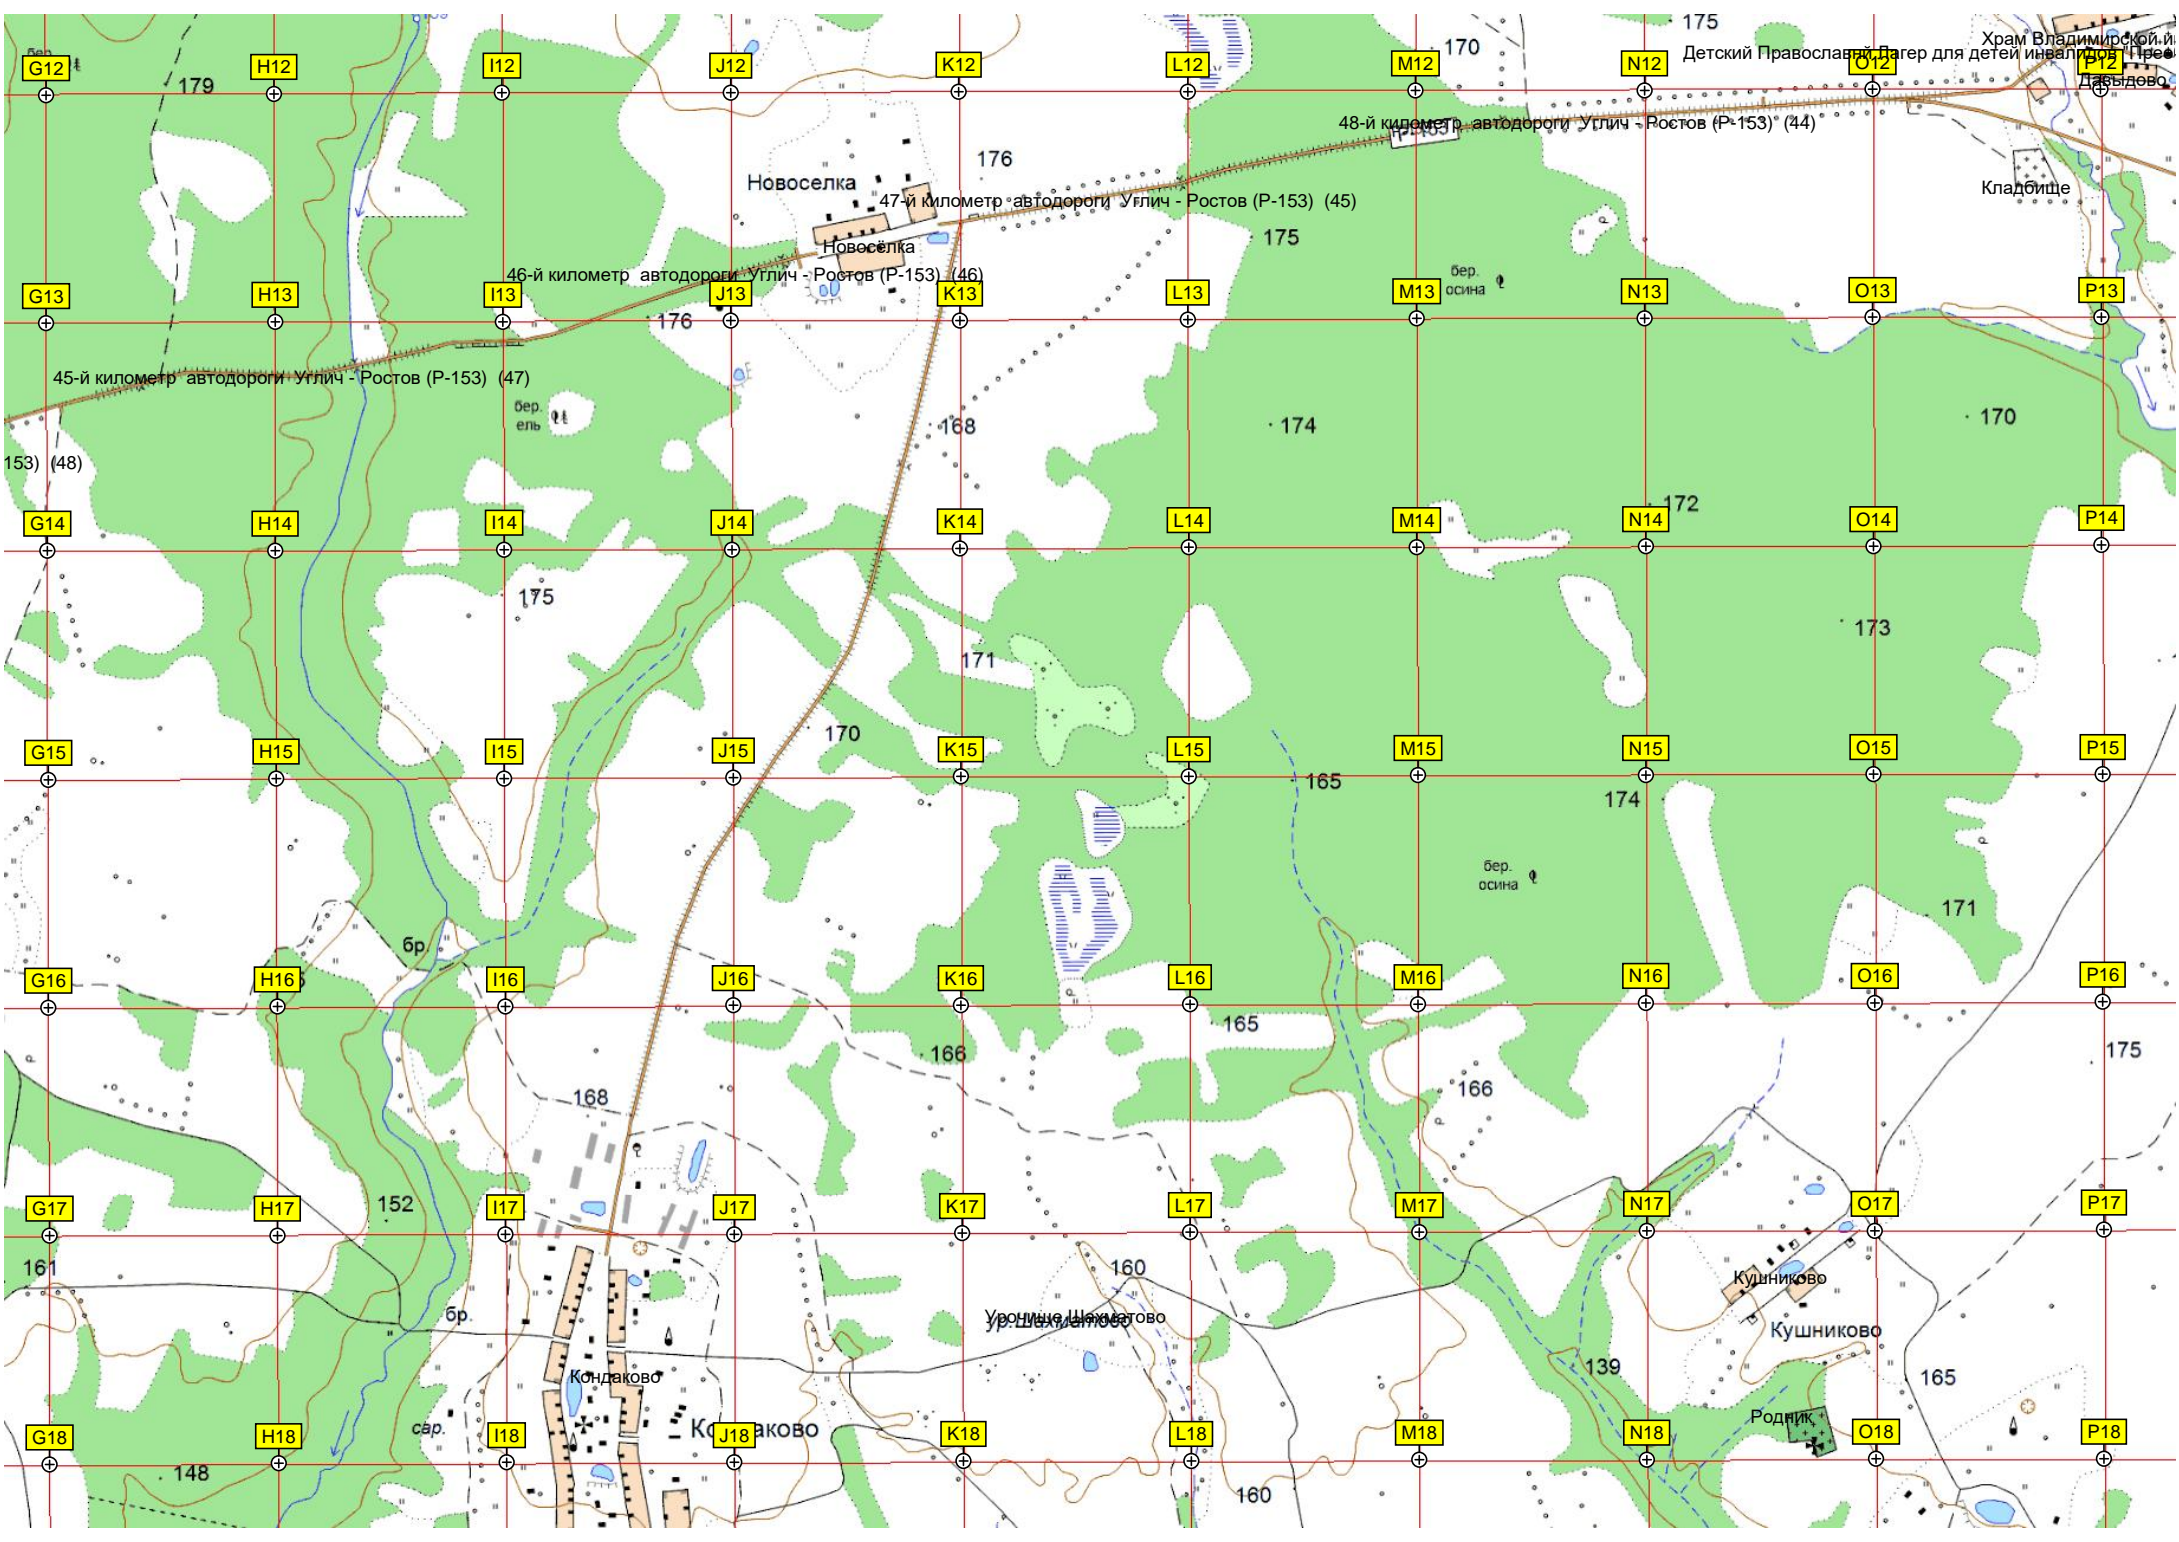 175
170
Храм Владимирской и
Детский Православный Лагер для детей инвалидов "Прео
бер.
G12
H12
I12
J12
K12
L12
M12
N12
O12
P12
Давыдово
179
48-й километр автодороги Углич - Ростов (Р-153) (44)
176
Новоселка
Кладбище
47-й километр автодороги Углич - Ростов (Р-153) (45)
Новосёлка
175
46-й километр автодороги Углич - Ростов (Р-153) (46)
бер.
осина
G13
H13
I13
J13
K13
L13
M13
N13
O13
P13
176
45-й километр автодороги Углич - Ростов (Р-153) (47)
бер.
ель
168
174
170
153) (48)
172
G14
H14
I14
J14
K14
L14
M14
N14
O14
P14
175
173
171
170
G15
H15
I15
J15
K15
L15
M15
N15
O15
P15
165
174
бер.
осина
171
бр.
G16
H16
I16
J16
K16
L16
M16
N16
O16
P16
165
166
175
168
166
G17
H17
I17
J17
K17
L17
M17
N17
O17
P17
152
161
160
Кушниково
бр.
Урочище Шахматово
ур.Шахматово
Кушниково
139
Кондаково
165
Родник
сар.
Кондаково
G18
H18
I18
J18
K18
L18
M18
N18
O18
P18
148
160